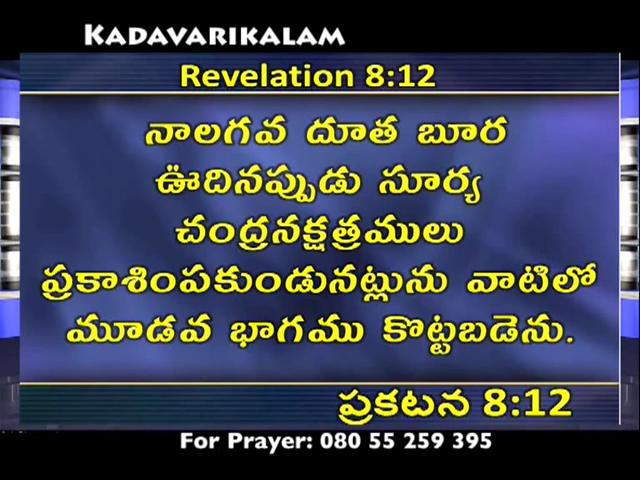 KADAVARIKALAM
Revelation 8:12
నాలగవ దూత బూర
ఊదినప్పుడు సూర్య
చంద్రనక్షత్రములు
ప్రకాశింపకుండునట్లును వాటిలో
మూడవ భాగము కొట్టబడెను.
ప్రకటన 8:12
For Prayer: 080 55 259 395